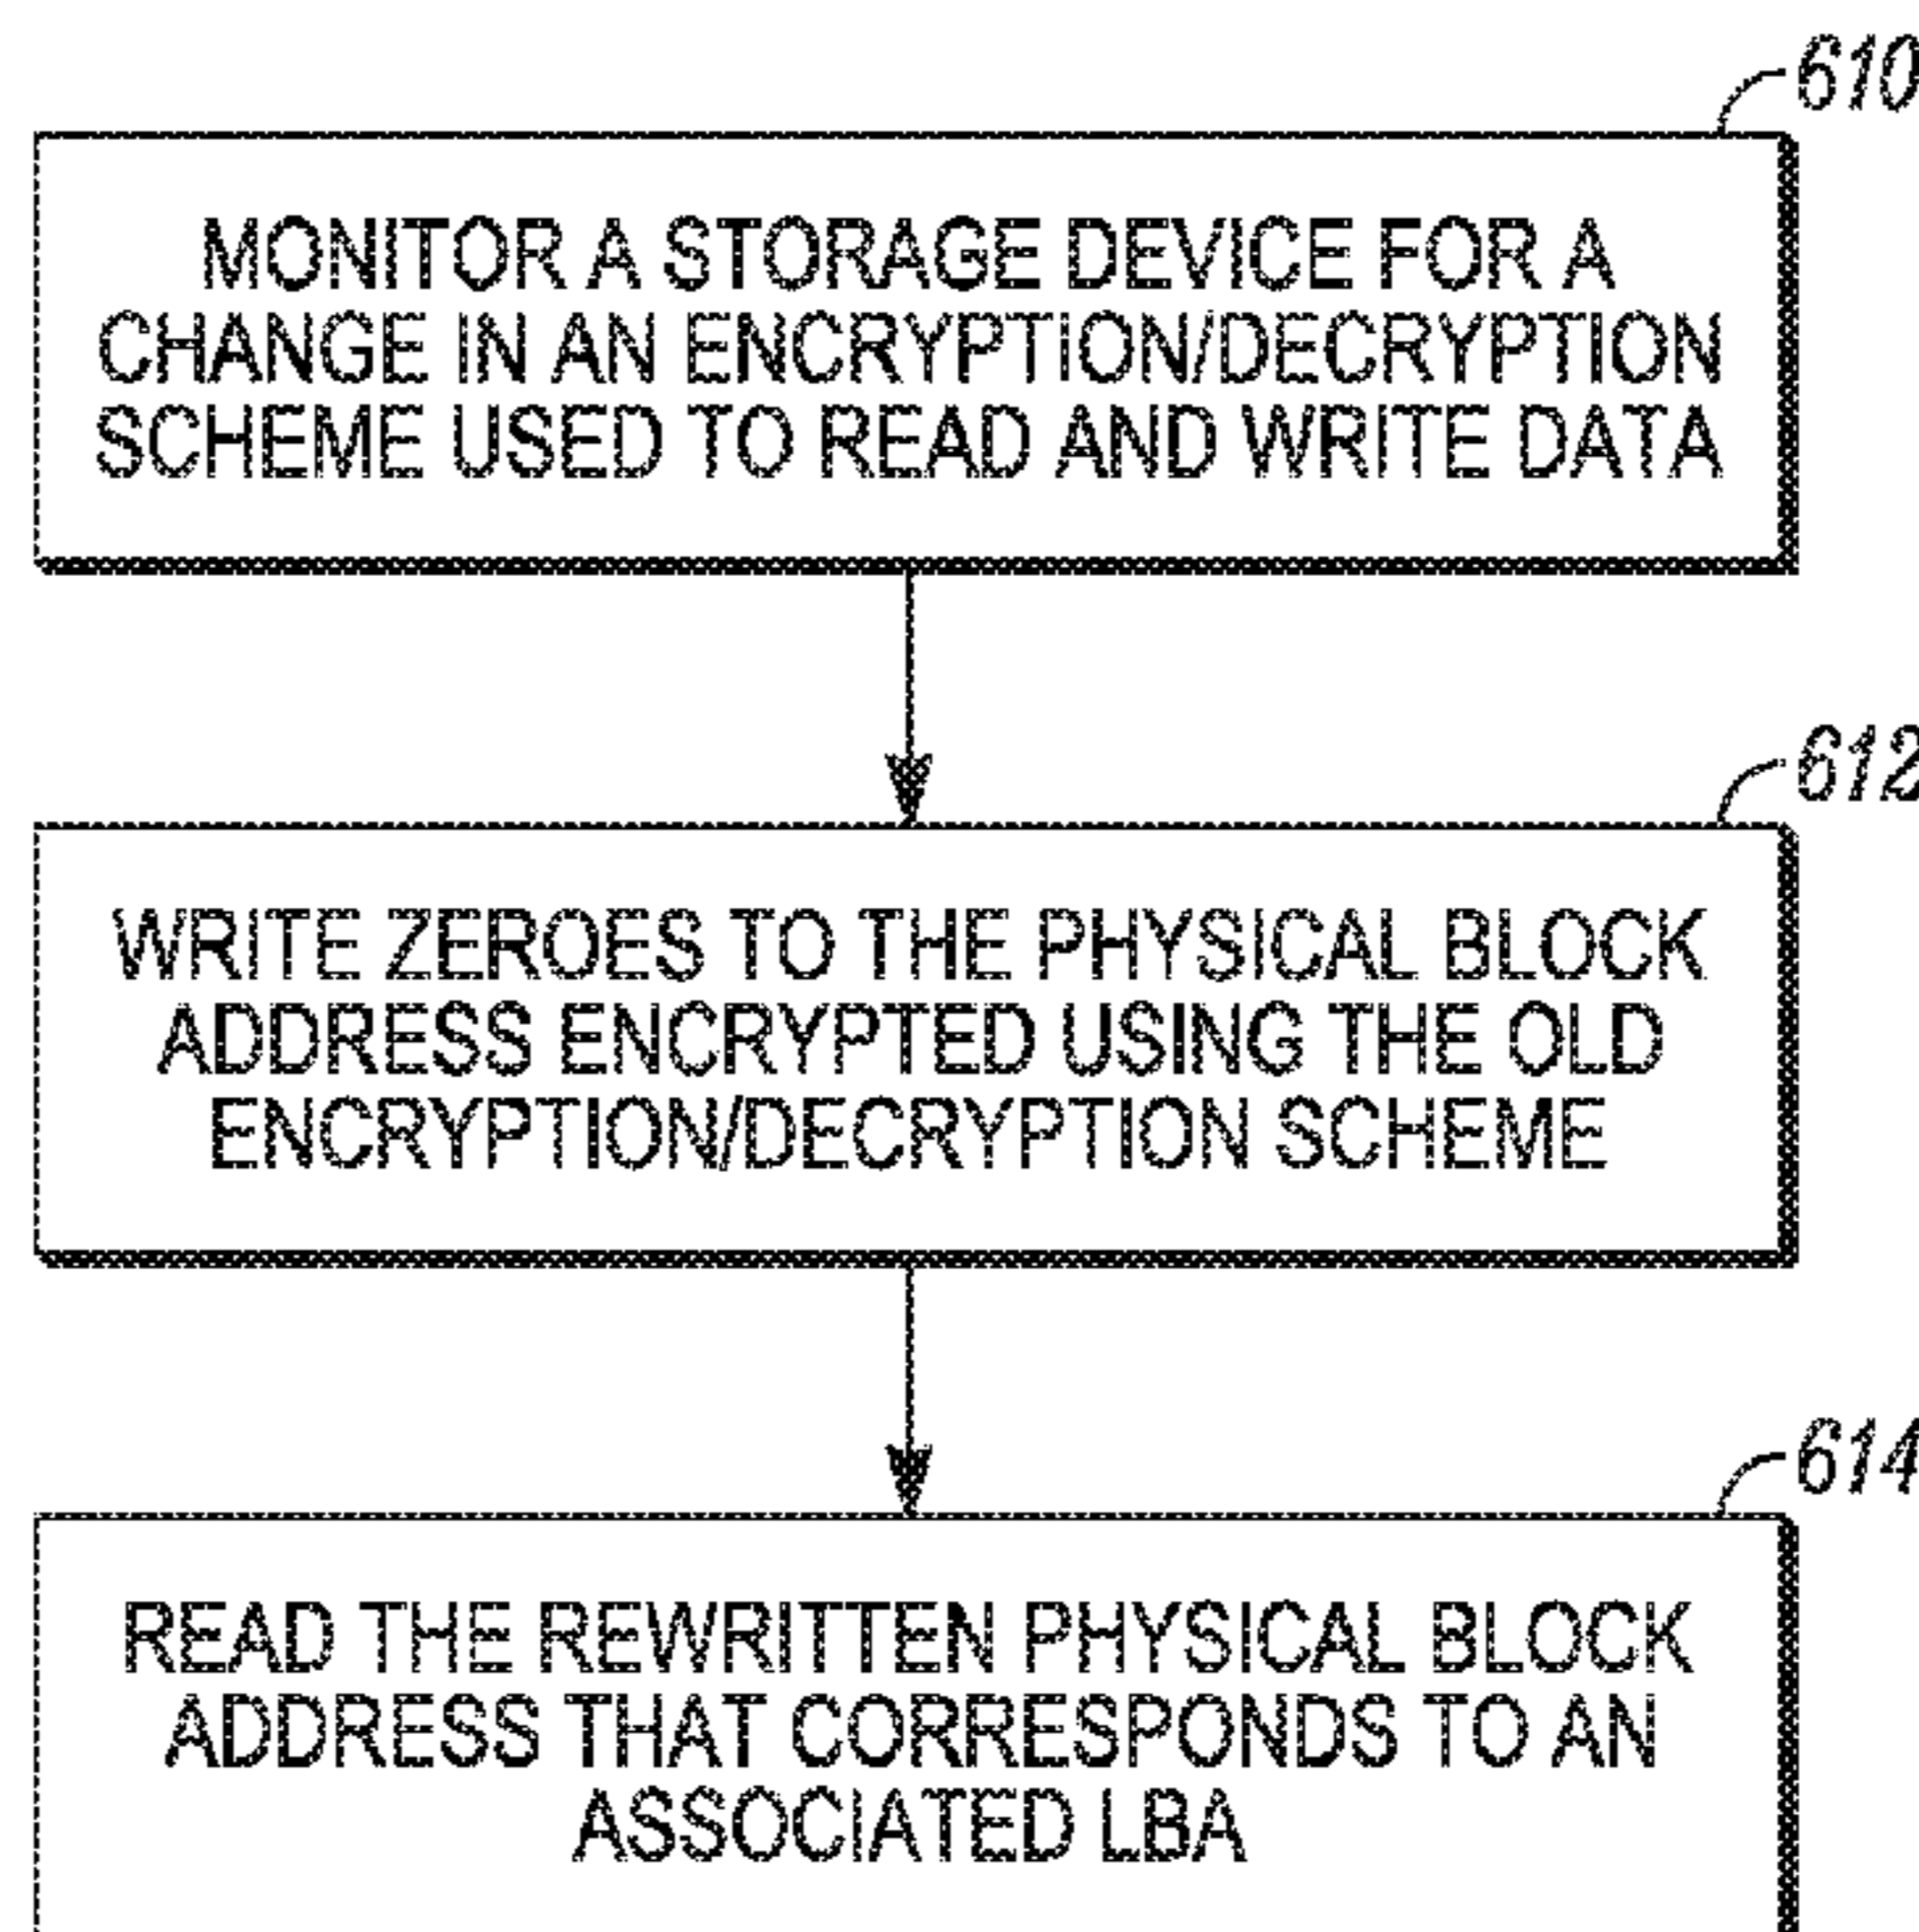 610
MONITOR A STORAGE DEVICE FOR A
CHANGE IN AN ENCRYPTION/DECRYPTION
SCHEME USED TO READ AND WRITE DATA
612
WRITE ZEROES TO THE PHYSICAL BLOCK
ADDRESS ENCRYPTED USING THE OLD
ENCRYPTION/DECRYPTION SCHEME
614
READ THE REWRITTEN PHYSICAL BLOCK
ADDRESS THAT CORRESPONDS TO AN
ASSOCIATED LBA